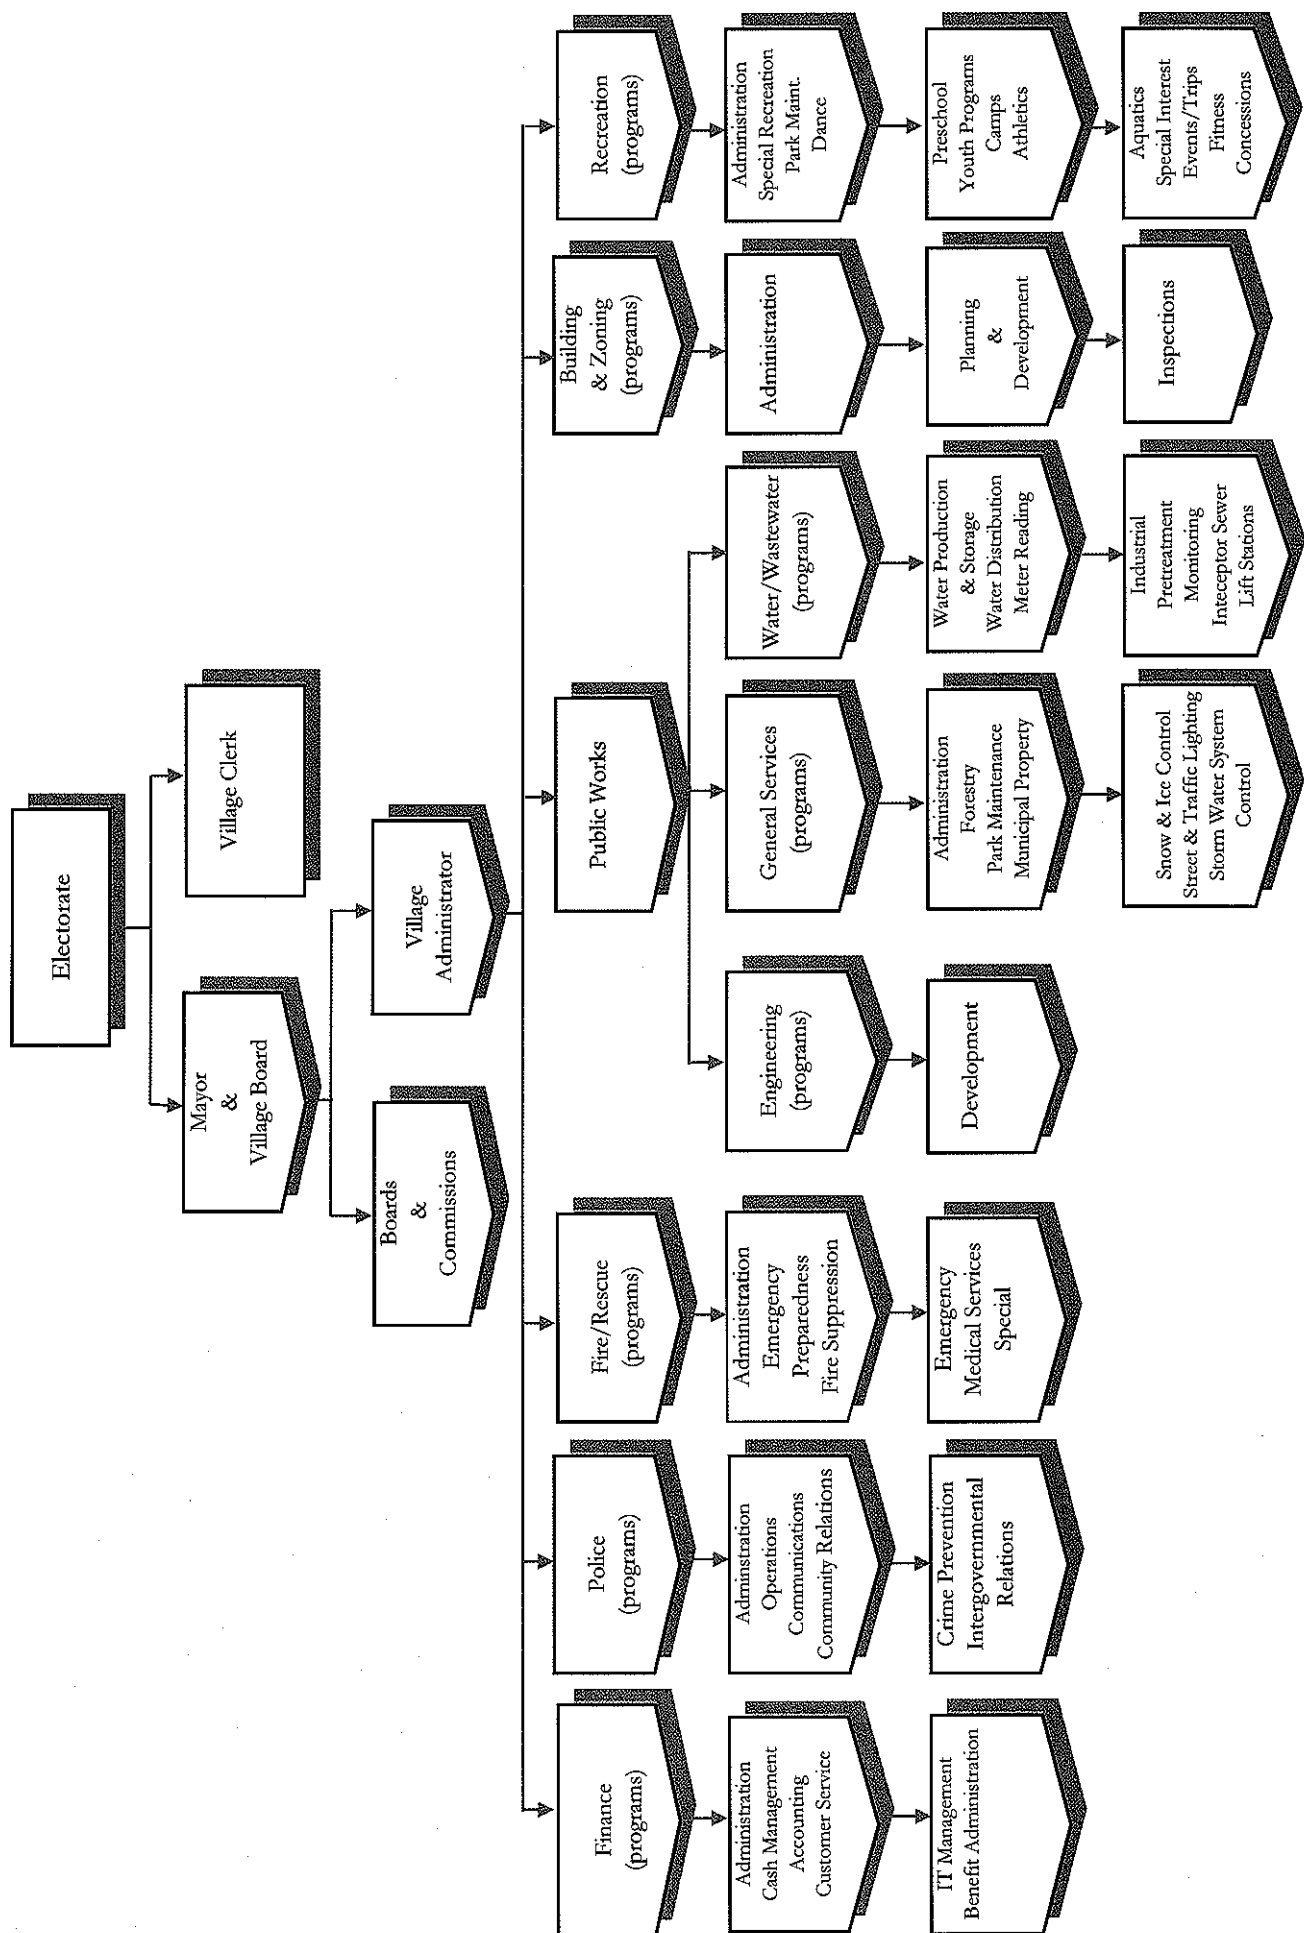 Electorate
Mayor
&
Village Board
Village Clerk
Boards
&
Commissions
Village
Administrator
Finance
(programs)
Police
(programs)
Fire/Rescue
(programs)
Public Works
Building
& Zoning
(programs)
Recreation
(programs)
Administration
Cash Management
Accounting
Customer Service
Adminstration
Operations
Communications
Community Relations
Administration
Emergency
Preparedness
Fire Suppression
Engineering
(programs)
General Services
(programs)
Water/Wastewater
(programs)
Administration
Administration
Special Recreation
Park Maint.
Dance
IT Management
Benefit Administration
Crime Prevention
Intergovernmental
Relations
Emergency
Medical Services
Special
Development
Administration
Forestry
Park Maintenance
Municipal Property
Water Production
& Storage
Water Distribution
Meter Reading
Planning
&
Development
Preschool
Youth Programs
Camps
Athletics
Snow & Ice Control
Street & Traffic Lighting
Storm Water System
Control
Industrial
Pretreatment
Monitoring
Inteceptor Sewer
Lift Stations
Inspections
Aquatics
Special Interest
Events/Trips
Fitness
Concessions